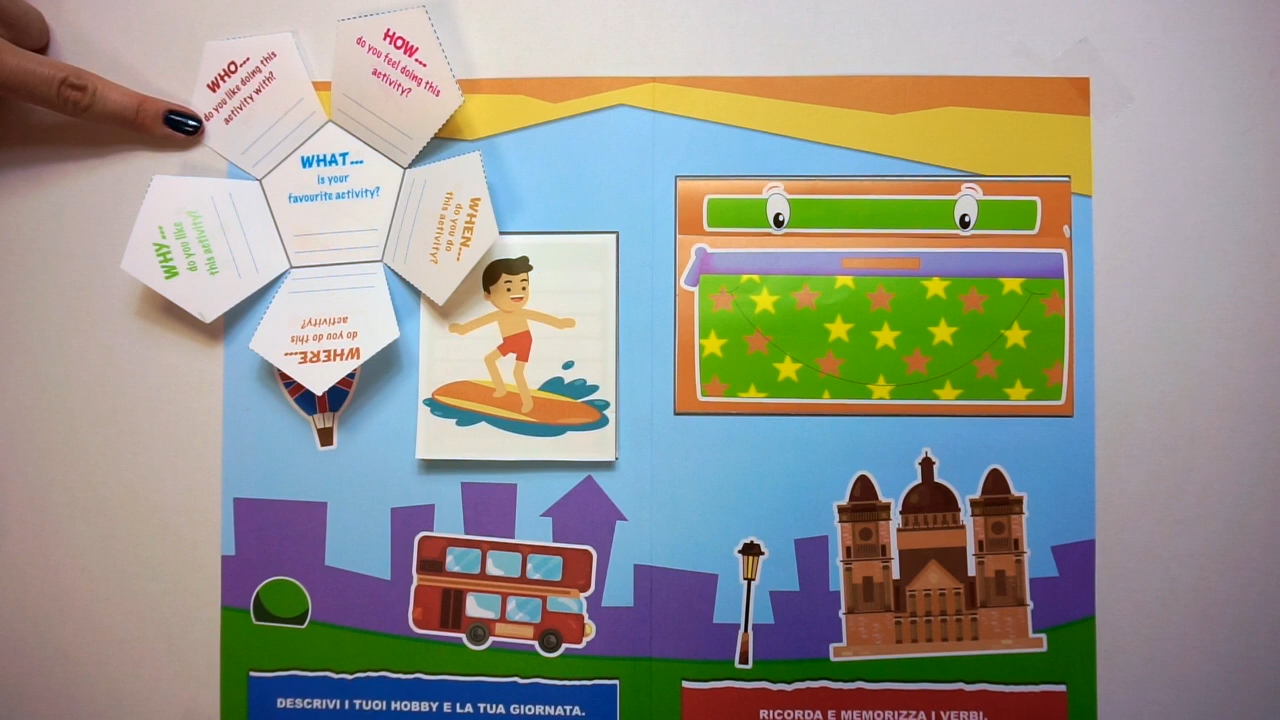 WHO...
do you like doing this
activity with?
HOW...
do you feel doing this
activity?
WHAT...
is your
favourite activity?
WHEN...
do you do
this activity?
WHY...
do you like
this activity?
WHERE...
do you do this
activity?
DESCRIVI I TUOI HOBBY E LA TUA GIORNATA.
RICORDA E MEMORIZZA I VERBI.